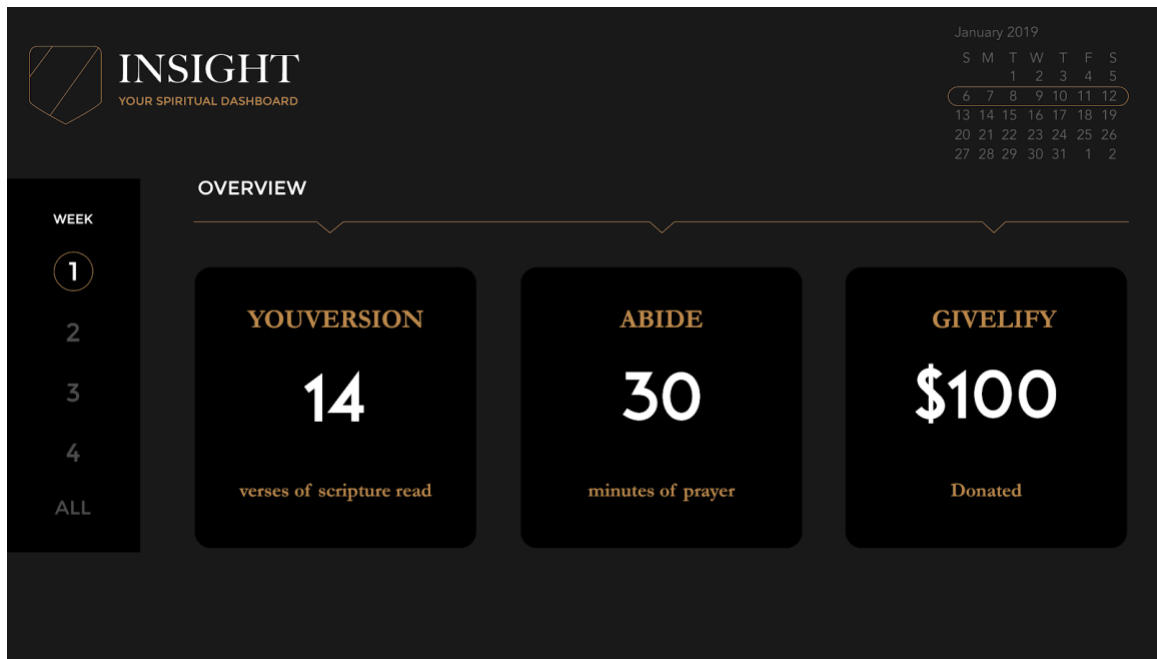 INSIGHT
YOUR SPIRITUAL DASHBOARD
January 2019
S M T W T F S
1 2 3 4 5
6 7 8 9 10 11 12
13 14 15 16 17 18 19
20 21 22 23 24 25 26
27 28 29 30 31 1 2
WEEK
1
2
3
4
ALL
OVERVIEW
YOUVERSION
14
verses of scripture read
ABIDE
30
minutes of prayer
GIVELIFY
$100
Donated